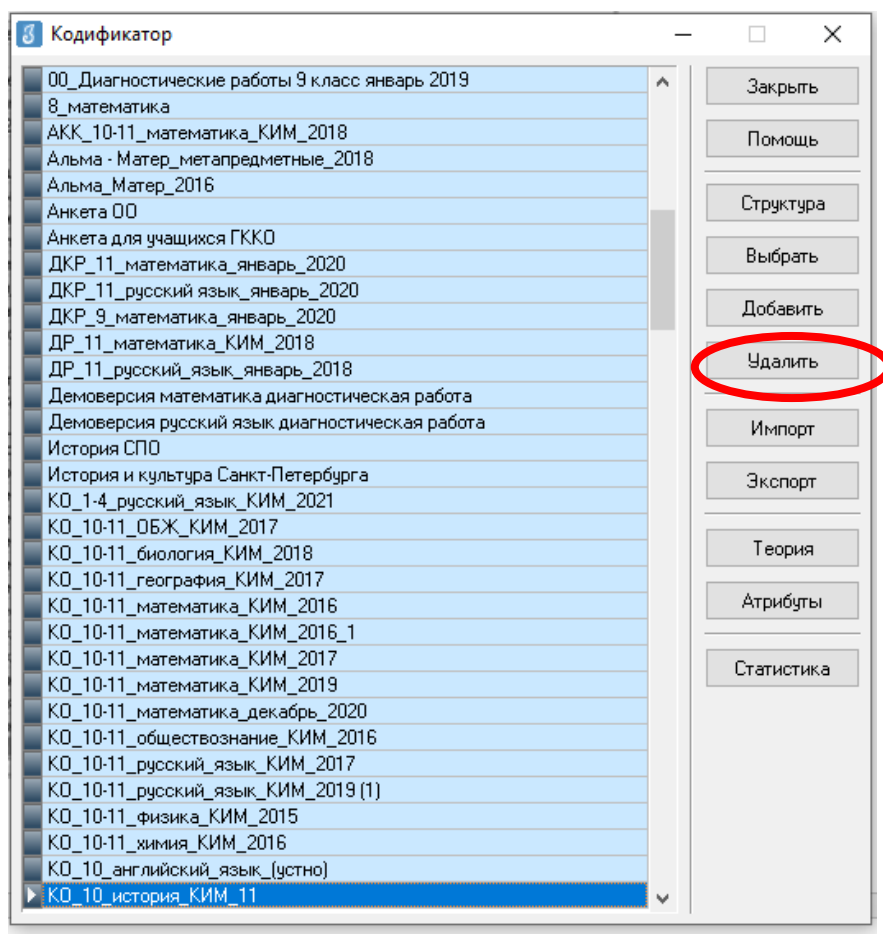 Кодификатор
00_Диагностические работы 9 класс январь 2019
8_математика
АКК_10-11_математика_КИМ_2018
Альма - Матер_метапредметные_2018
Альма_Матер_2016
Анкета ОО
Анкета для учащихся ГККО
ДКР_11_математика_январь_2020
ДКР_11_русский язык_январь_2020
ДКР_9_математика_январь_2020
ДР_11_математика_КИМ_2018
ДР_11_русский_язык_январь_2018
Демоверсия математика диагностическая работа
Демоверсия русский язык диагностическая работа
История СПО
История и культура Санкт-Петербурга
КО_1-4_русский_язык_КИМ_2021
КО_10-11_ОБЖ_КИМ_2017
КО_10-11_биология_КИМ_2018
КО_10-11_география_КИМ_2017
КО_10-11_математика_КИМ_2016
КО_10-11_математика_КИМ_2016_1
КО_10-11_математика_КИМ_2017
КО_10-11_математика_КИМ_2019
КО_10-11_математика_декабрь_2020
КО_10-11_обществознание_КИМ_2016
КО_10-11_русский_язык_КИМ_2017
КО_10-11_русский_язык_КИМ_2019 (1)
КО_10-11_физика_КИМ_2015
КО_10-11_химия_КИМ_2016
КО_10_английский_язык_(устно)
КО_10_история_КИМ_11
Закрыть
Помощь
Структура
Выбрать
Добавить
Удалить
Импорт
Экспорт
Теория
Атрибуты
Статистика